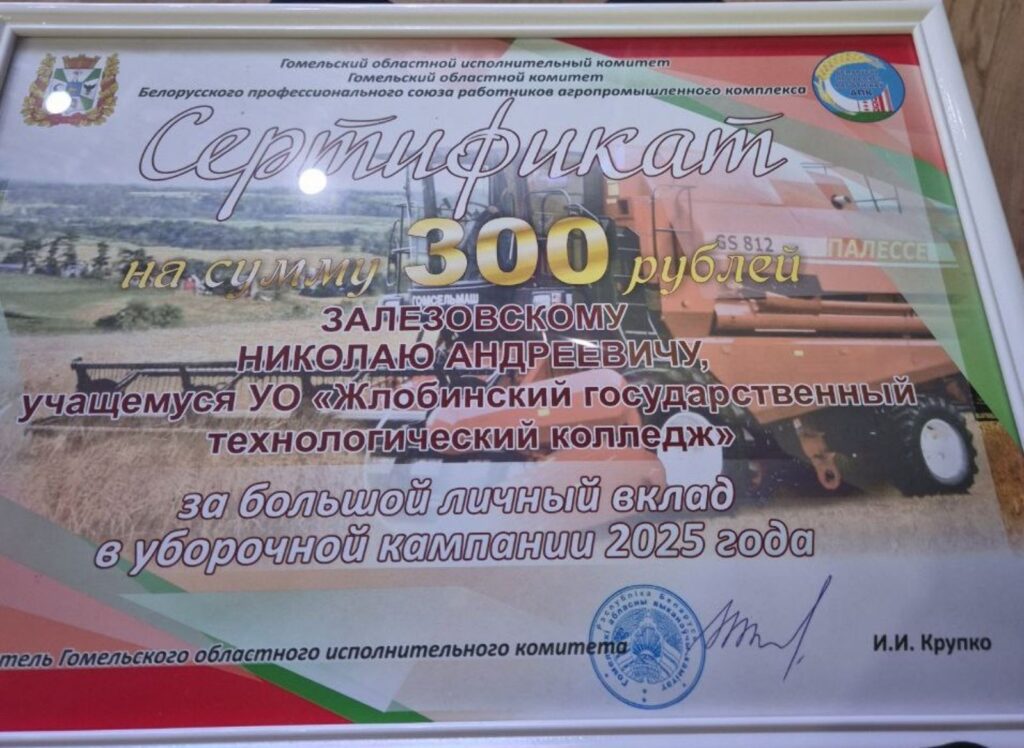 Гомельский областной исполнительный комитет
Гомельский областной комитет
Белорусского профессионального союза работников агропромышленного комплекса
АПК
Сертификат
на сумму 300 рублей
GS 812
ПАЛЕССЕ
ГОМСЕЛЬМАШ
ЗАЛЕЗОВСКОМУ
НИКОЛАЮ АНДРЕЕВИЧУ,
учащемуся УО «Жлобинский государственный
технологический колледж»
за большой личный вклад
в уборочной кампании 2025 года
тель Гомельского областного исполнительного комитета
И.И. Крупко